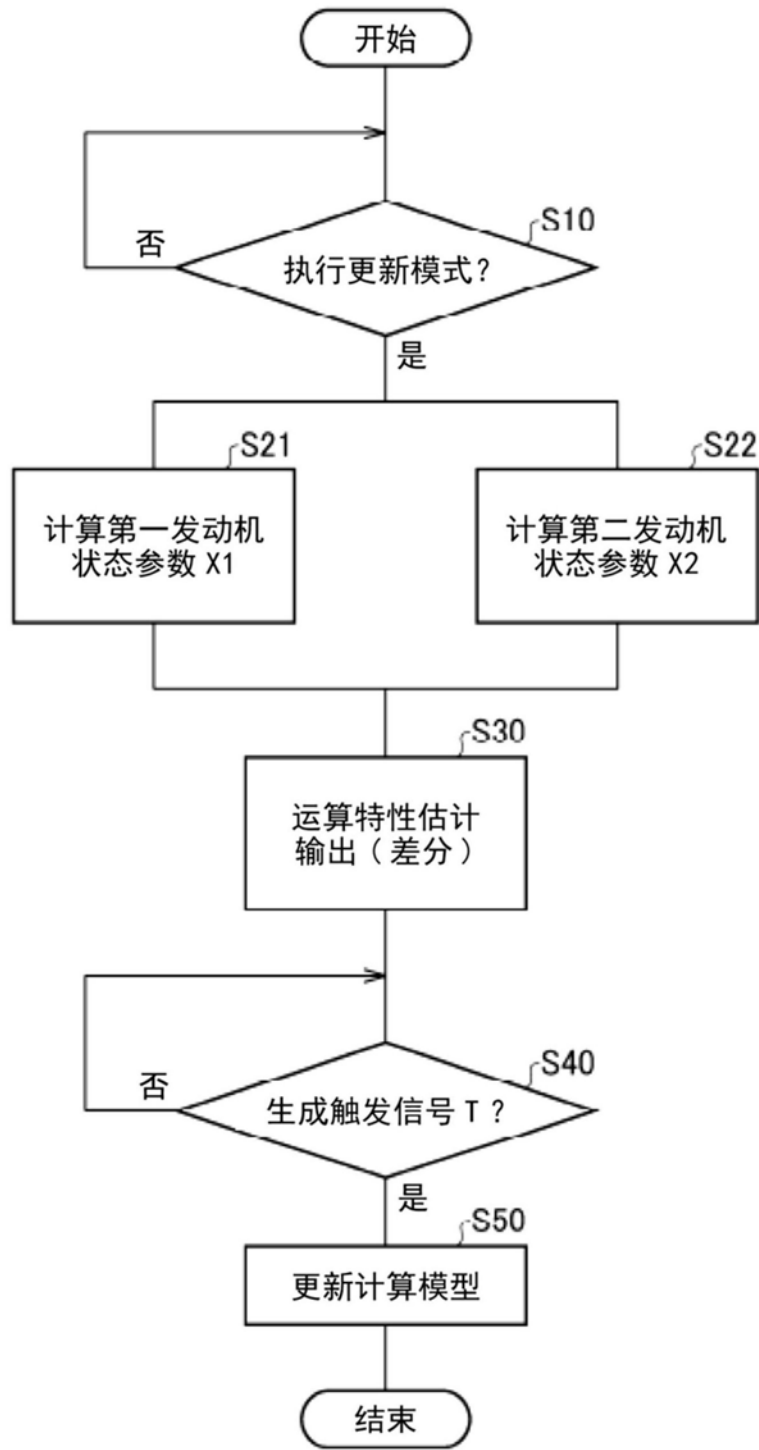 开始
S10
否
执行更新模式？
是
S21
S22
计算第一发动机
状态参数 X1
计算第二发动机
状态参数 X2
S30
运算特性估计
输出（差分）
S40
否
生成触发信号 T ？
是
S50
更新计算模型
结束